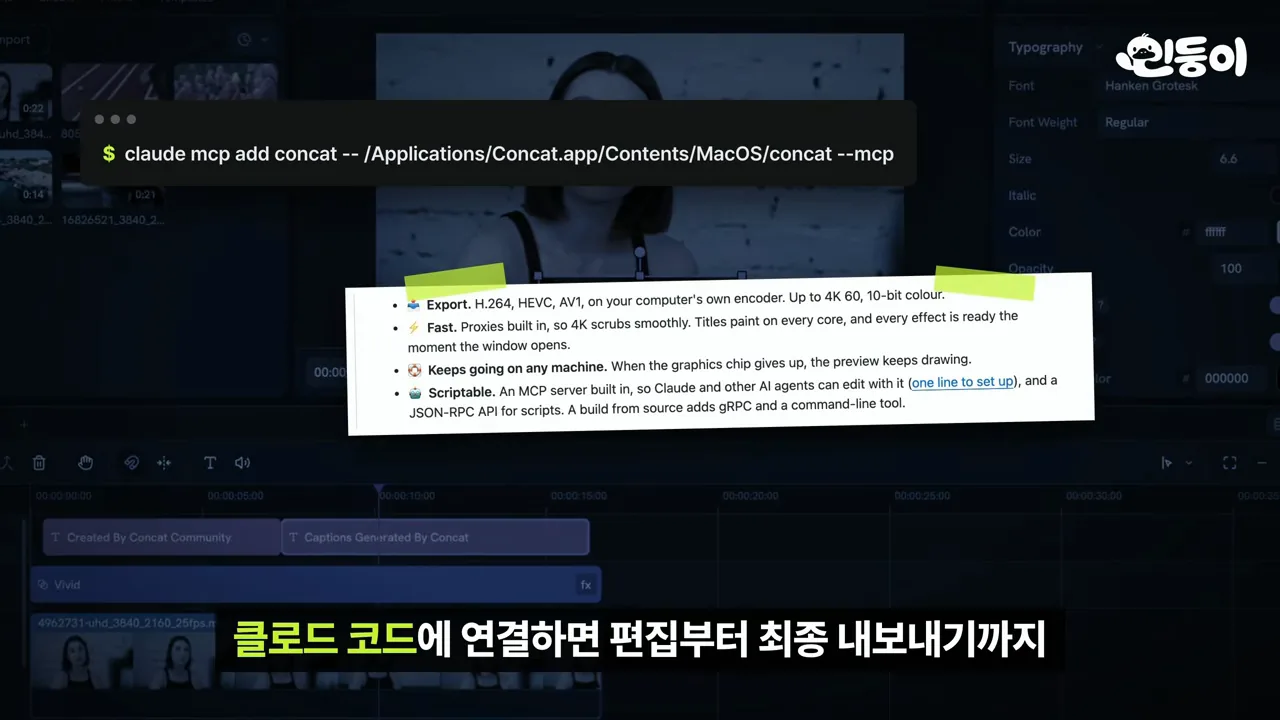 인둥이
Typography
Font
Hanken Grotesk
Font Weight
Regular
Size
6.6
Italic
Color
# ffffff
Opacity
100
# 000000
0:22
0:14
0:21
16826521_3840_2...
$ claude mcp add concat -- /Applications/Concat.app/Contents/MacOS/concat --mcp
• 📤 Export. H.264, HEVC, AV1, on your computer's own encoder. Up to 4K 60, 10-bit colour.
• ⚡ Fast. Proxies built in, so 4K scrubs smoothly. Titles paint on every core, and every effect is ready the
moment the window opens.
• 🛟 Keeps going on any machine. When the graphics chip gives up, the preview keeps drawing.
• 🤖 Scriptable. An MCP server built in, so Claude and other AI agents can edit with it (one line to set up), and a
JSON-RPC API for scripts. A build from source adds gRPC and a command-line tool.
00:00:00:00
00:00:05:00
00:00:10:00
00:00:15:00
00:00:20:00
00:00:25:00
00:00:30:00
T Created By Concat Community
T Captions Generated By Concat
Vivid
fx
4962731-uhd_3840_2160_25fps.m
클로드 코드에 연결하면 편집부터 최종 내보내기까지